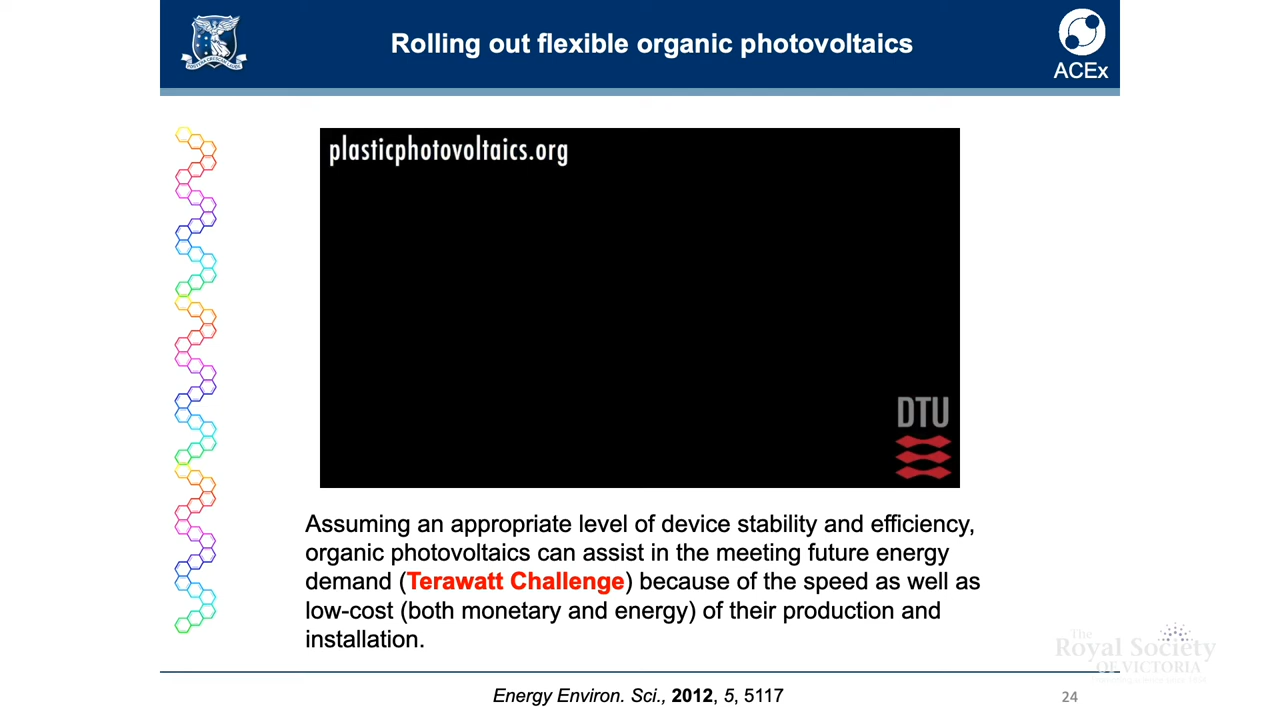 Rolling out flexible organic photovoltaics
ACEx
plasticphotovoltaics.org
DTU
Assuming an appropriate level of device stability and efficiency,
organic photovoltaics can assist in the meeting future energy
demand (Terawatt Challenge) because of the speed as well as
low-cost (both monetary and energy) of their production and
installation.
The
Royal Society
OF VICTORIA
Energy Environ. Sci., 2012, 5, 5117
24